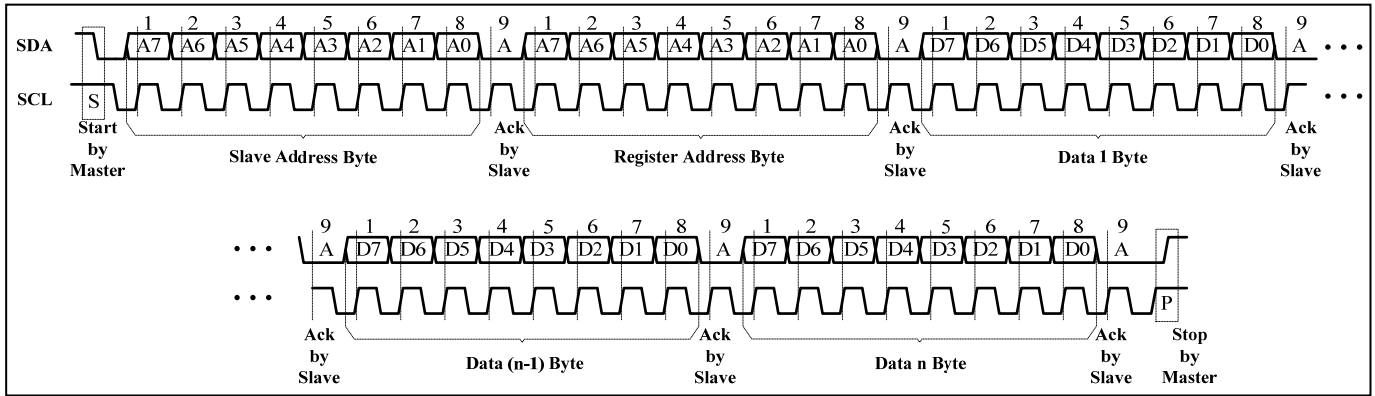 1 2 3 4 5 6 7 8 9 1 2 3 4 5 6 7 8 9 1 2 3 4 5 6 7 8 9
SDA A7 A6 A5 A4 A3 A2 A1 A0 A A7 A6 A5 A4 A3 A2 A1 A0 A D7 D6 D5 D4 D3 D2 D1 D0 A
SCL S
Start by Master
Slave Address Byte
Ack by Slave
Register Address Byte
Ack by Slave
Data 1 Byte
Ack by Slave
9 1 2 3 4 5 6 7 8 9 1 2 3 4 5 6 7 8 9
A D7 D6 D5 D4 D3 D2 D1 D0 A D7 D6 D5 D4 D3 D2 D1 D0 A
P
Ack by Slave
Data (n-1) Byte
Ack by Slave
Data n Byte
Ack by Slave
Stop by Master